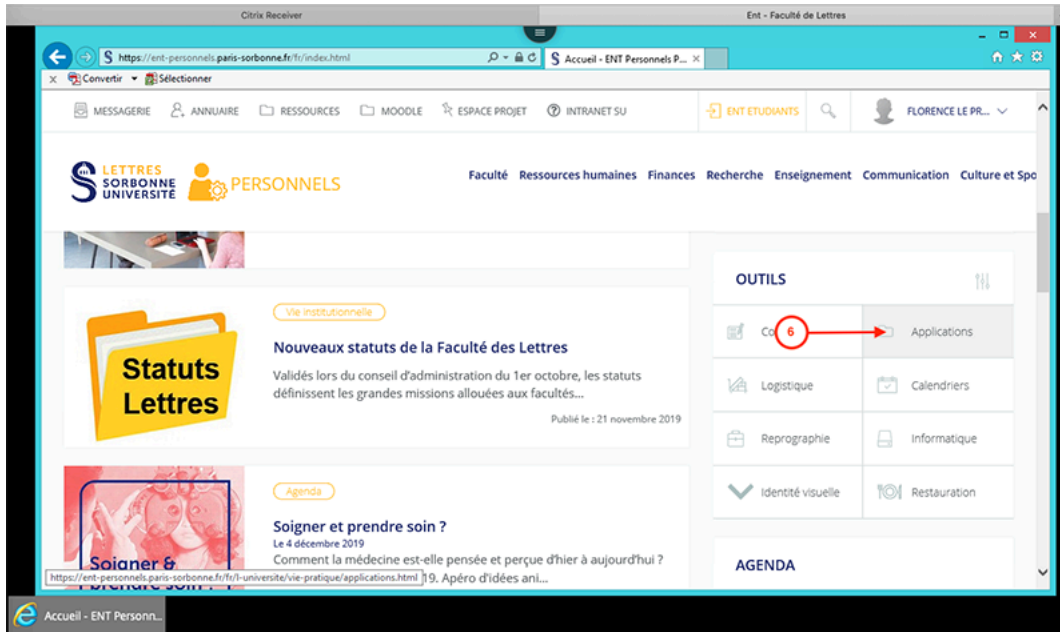 Citrix Receiver
Ent - Faculté de Lettres
https://ent-personnels.paris-sorbonne.fr/fr/index.html
Accueil - ENT Personnels P...
x Convertir Sélectionner
MESSAGERIE ANNUAIRE RESSOURCES MOODLE ESPACE PROJET INTRANET SU ENT ETUDIANTS FLORENCE LE PR...
LETTRES
SORBONNE
UNIVERSITÉ
PERSONNELS
Faculté Ressources humaines Finances Recherche Enseignement Communication Culture et Spo
Statuts
Lettres
Vie institutionnelle
Nouveaux statuts de la Faculté des Lettres
Validés lors du conseil d'administration du 1er octobre, les statuts
définissent les grandes missions allouées aux facultés...
Publié le : 21 novembre 2019
Soigner &
prendre soin ?
Agenda
Soigner et prendre soin ?
Le 4 décembre 2019
Comment la médecine est-elle pensée et perçue d'hier à aujourd'hui ?
19. Apéro d'idées ani...
https://ent-personnels.paris-sorbonne.fr/fr/l-universite/vie-pratique/applications.html
OUTILS
Co 6 Applications
Logistique Calendriers
Reprographie Informatique
Identité visuelle Restauration
AGENDA
Accueil - ENT Personn...